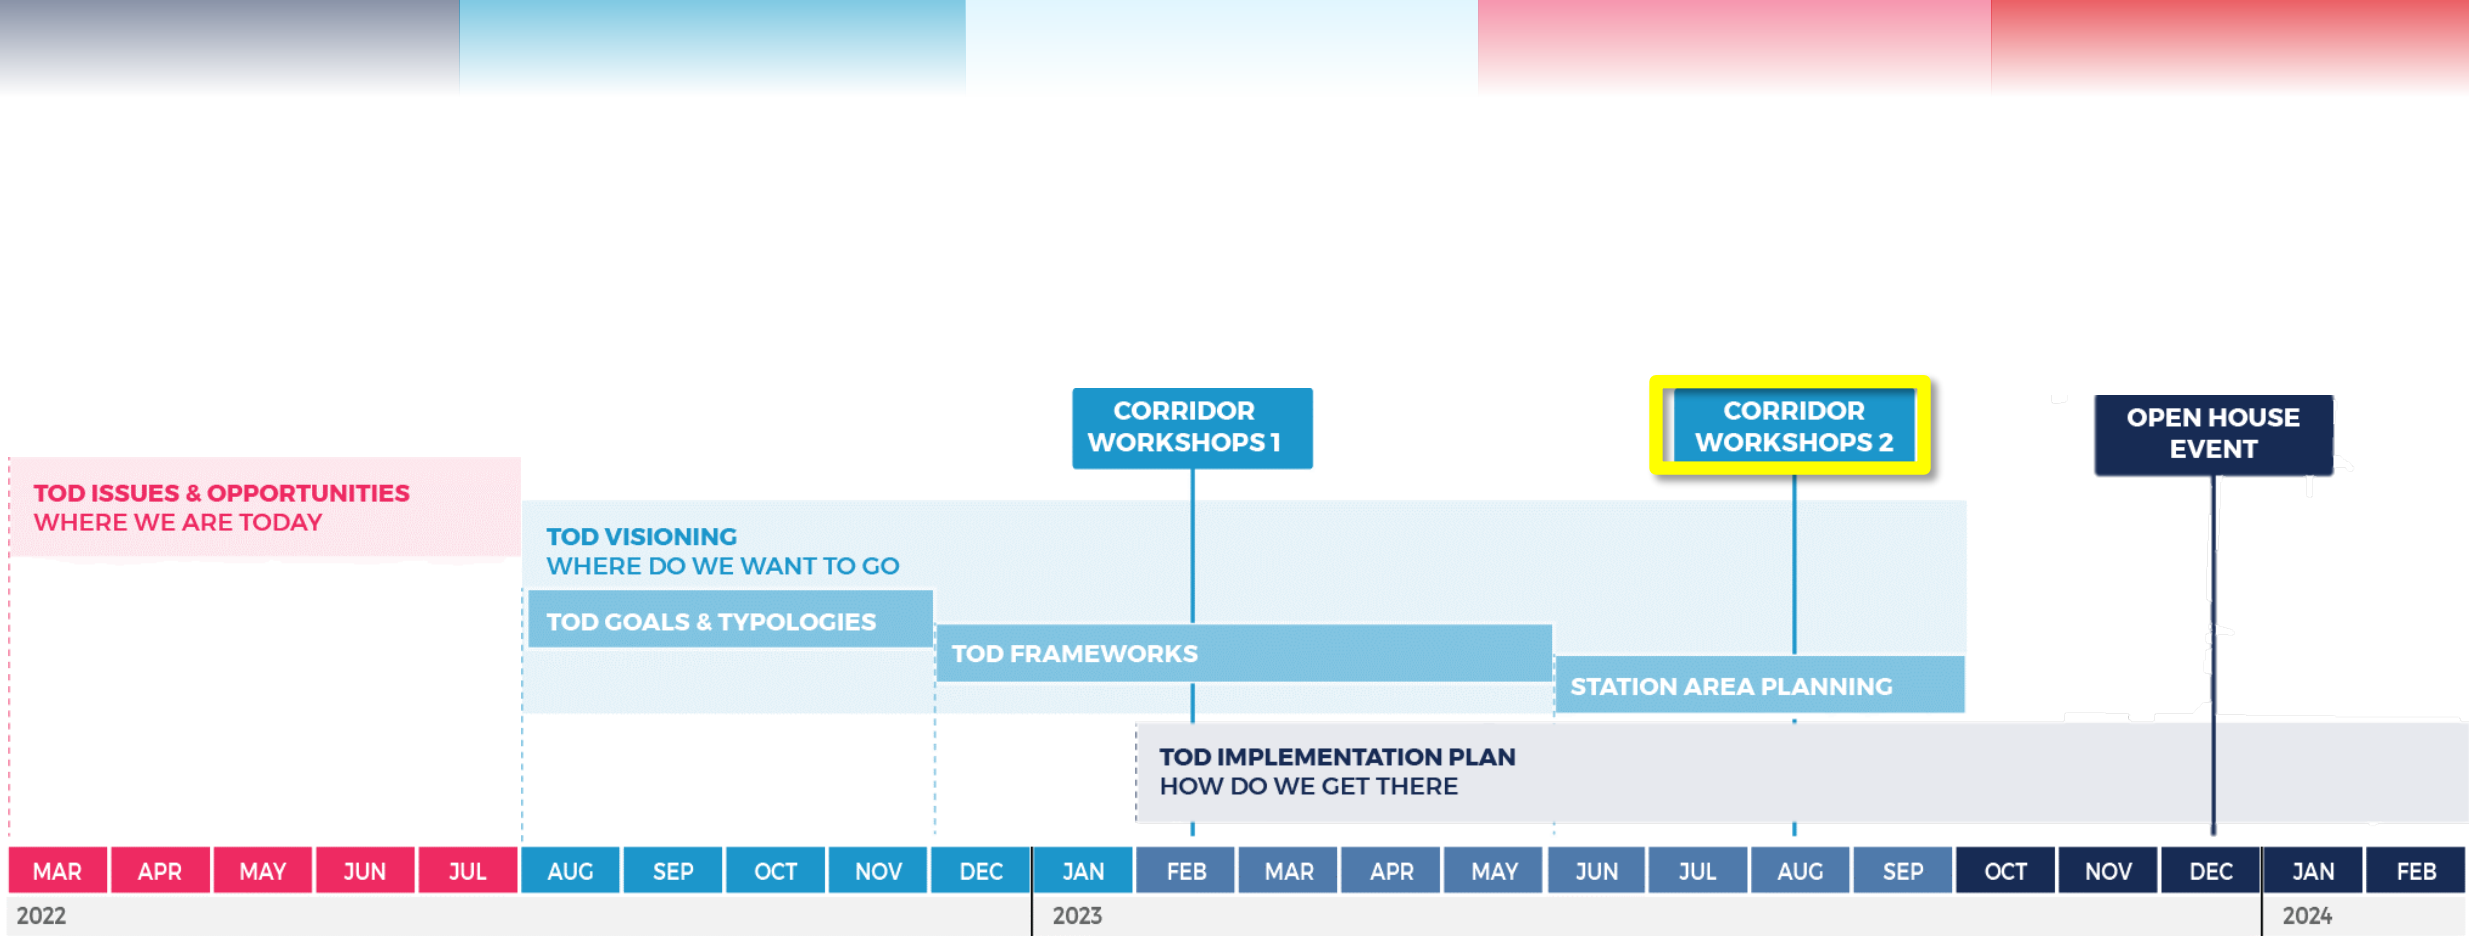 CORRIDOR
WORKSHOPS 1
CORRIDOR
WORKSHOPS 2
OPEN HOUSE
EVENT
TOD ISSUES & OPPORTUNITIES
WHERE WE ARE TODAY
TOD VISIONING
WHERE DO WE WANT TO GO
TOD GOALS & TYPOLOGIES
TOD FRAMEWORKS
STATION AREA PLANNING
TOD IMPLEMENTATION PLAN
HOW DO WE GET THERE
MAR APR MAY JUN JUL AUG SEP OCT NOV DEC JAN FEB MAR APR MAY JUN JUL AUG SEP OCT NOV DEC JAN FEB
2022 2023 2024